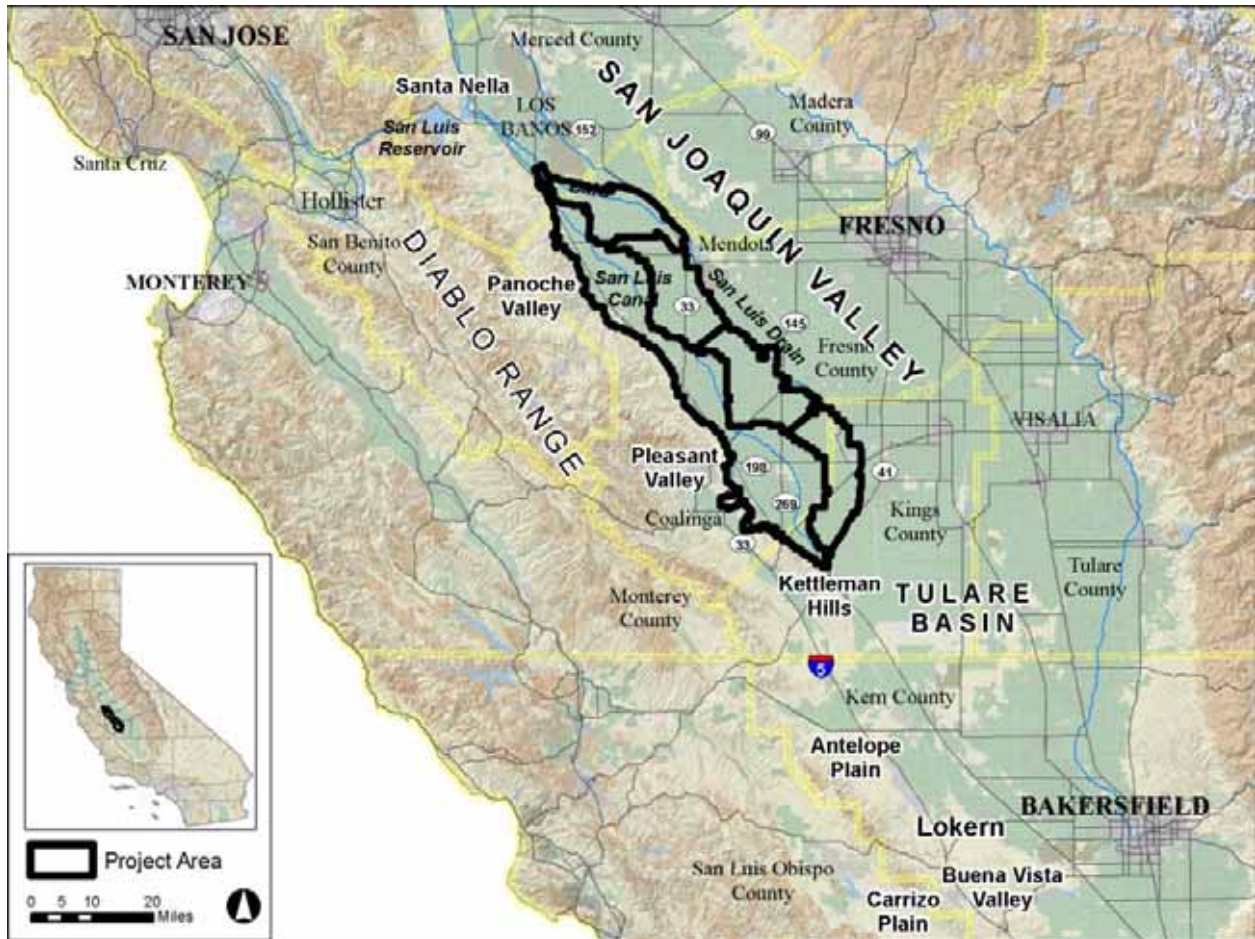 SAN JOSE
Merced County
Santa Nella
LOS
BANOS
152
SAN JOAQUIN VALLEY
Madera
County
99
San Luis
Reservoir
Santa Cruz
Hollister
San Benito
County
DIABLO RANGE
MONTEREY
Panoche
Valley
San Luis
Canal
Mendota
FRESNO
33
San Luis Drain
145
Fresno
County
VISALIA
Pleasant
Valley
198
41
269
Coalinga
33
Kings
County
Kettleman
Hills
Tulare
County
TULARE
BASIN
Monterey
County
5
Kern County
Antelope
Plain
BAKERSFIELD
Lokern
San Luis Obispo
County
Buena Vista
Valley
Carrizo
Plain
Project Area
0 5 10 20
Miles